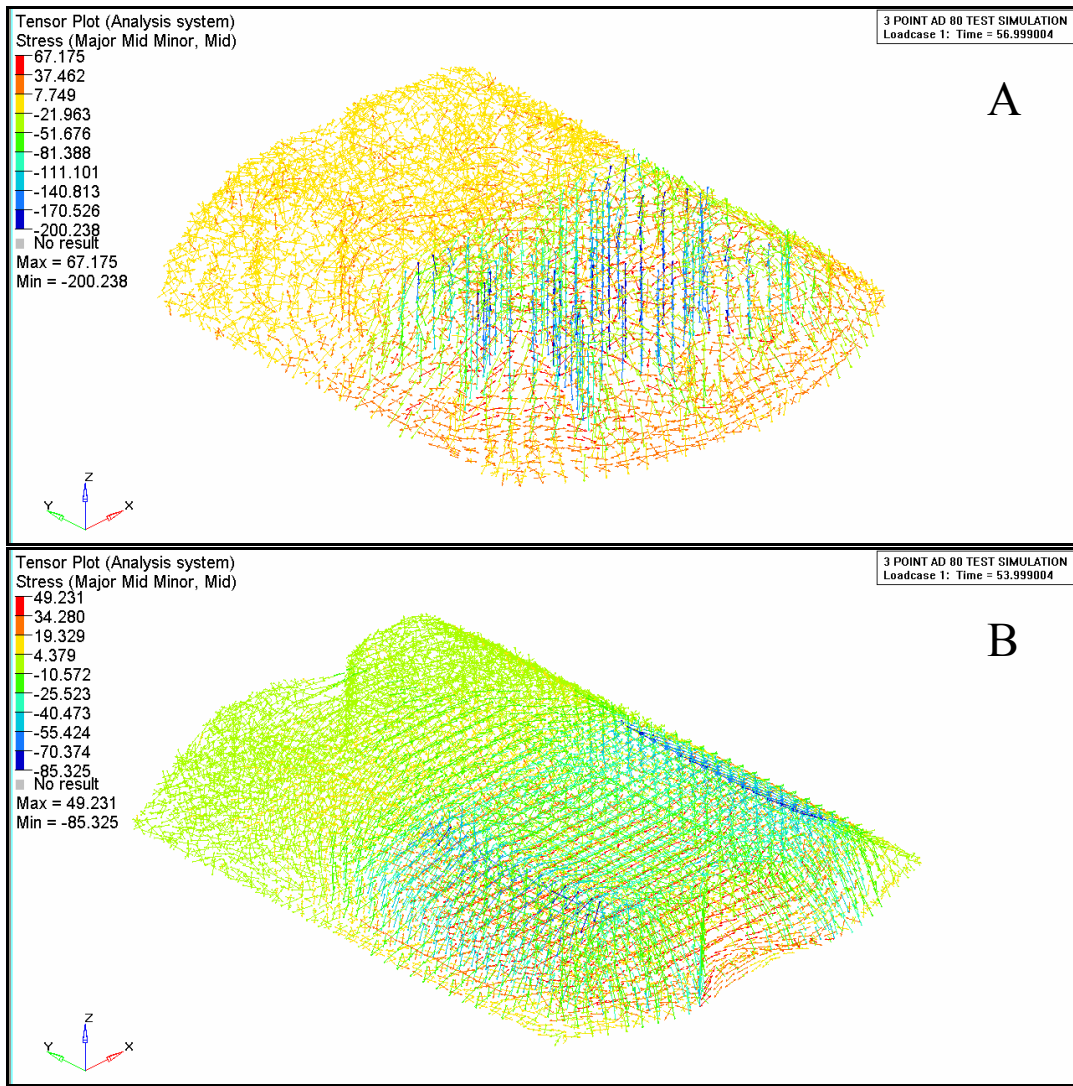 Tensor Plot (Analysis system)
Stress (Major Mid Minor, Mid)
67.175
37.462
7.749
-21.963
-51.676
-81.388
-111.101
-140.813
-170.526
-200.238
No result
Max = 67.175
Min = -200.238
3 POINT AD 80 TEST SIMULATION
Loadcase 1: Time = 56.999004
A
Z
Y
X
Tensor Plot (Analysis system)
Stress (Major Mid Minor, Mid)
49.231
34.280
19.329
4.379
-10.572
-25.523
-40.473
-55.424
-70.374
-85.325
No result
Max = 49.231
Min = -85.325
3 POINT AD 80 TEST SIMULATION
Loadcase 1: Time = 53.999004
B
Z
Y
X